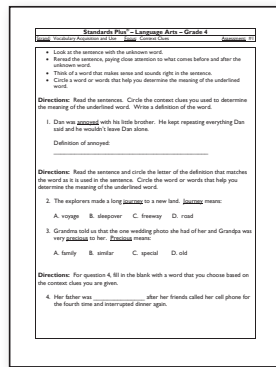 Standards Plus® – Language Arts – Grade 4
Strand: Vocabulary Acquisition and Use Focus: Context Clues Assessment: #1
• Look at the sentence with the unknown word.
• Reread the sentence, paying close attention to what comes before and after the
unknown word.
• Think of a word that makes sense and sounds right in the sentence.
• Circle a word or words that help you determine the meaning of the underlined
word.
Directions: Read the sentences. Circle the context clues you used to determine
the meaning of the underlined word. Write a definition of the word.
1. Dan was annoyed with his little brother. He kept repeating everything Dan
said and he wouldn't leave Dan alone.
Definition of annoyed:
Directions: Read the sentence and circle the letter of the definition that matches
the word as it is used in the sentence. Circle the word or words that help you
determine the meaning of the underlined word.
2. The explorers made a long journey to a new land. Journey means:
A. voyage B. sleepover C. freeway D. road
3. Grandma told us that the one wedding photo she had of her and Grandpa was
very precious to her. Precious means:
A. family B. similar C. special D. old
Directions: For question 4, fill in the blank with a word that you choose based on
the context clues you are given.
4. Her father was ________________ after her friends called her cell phone for
the fourth time and interrupted dinner again.